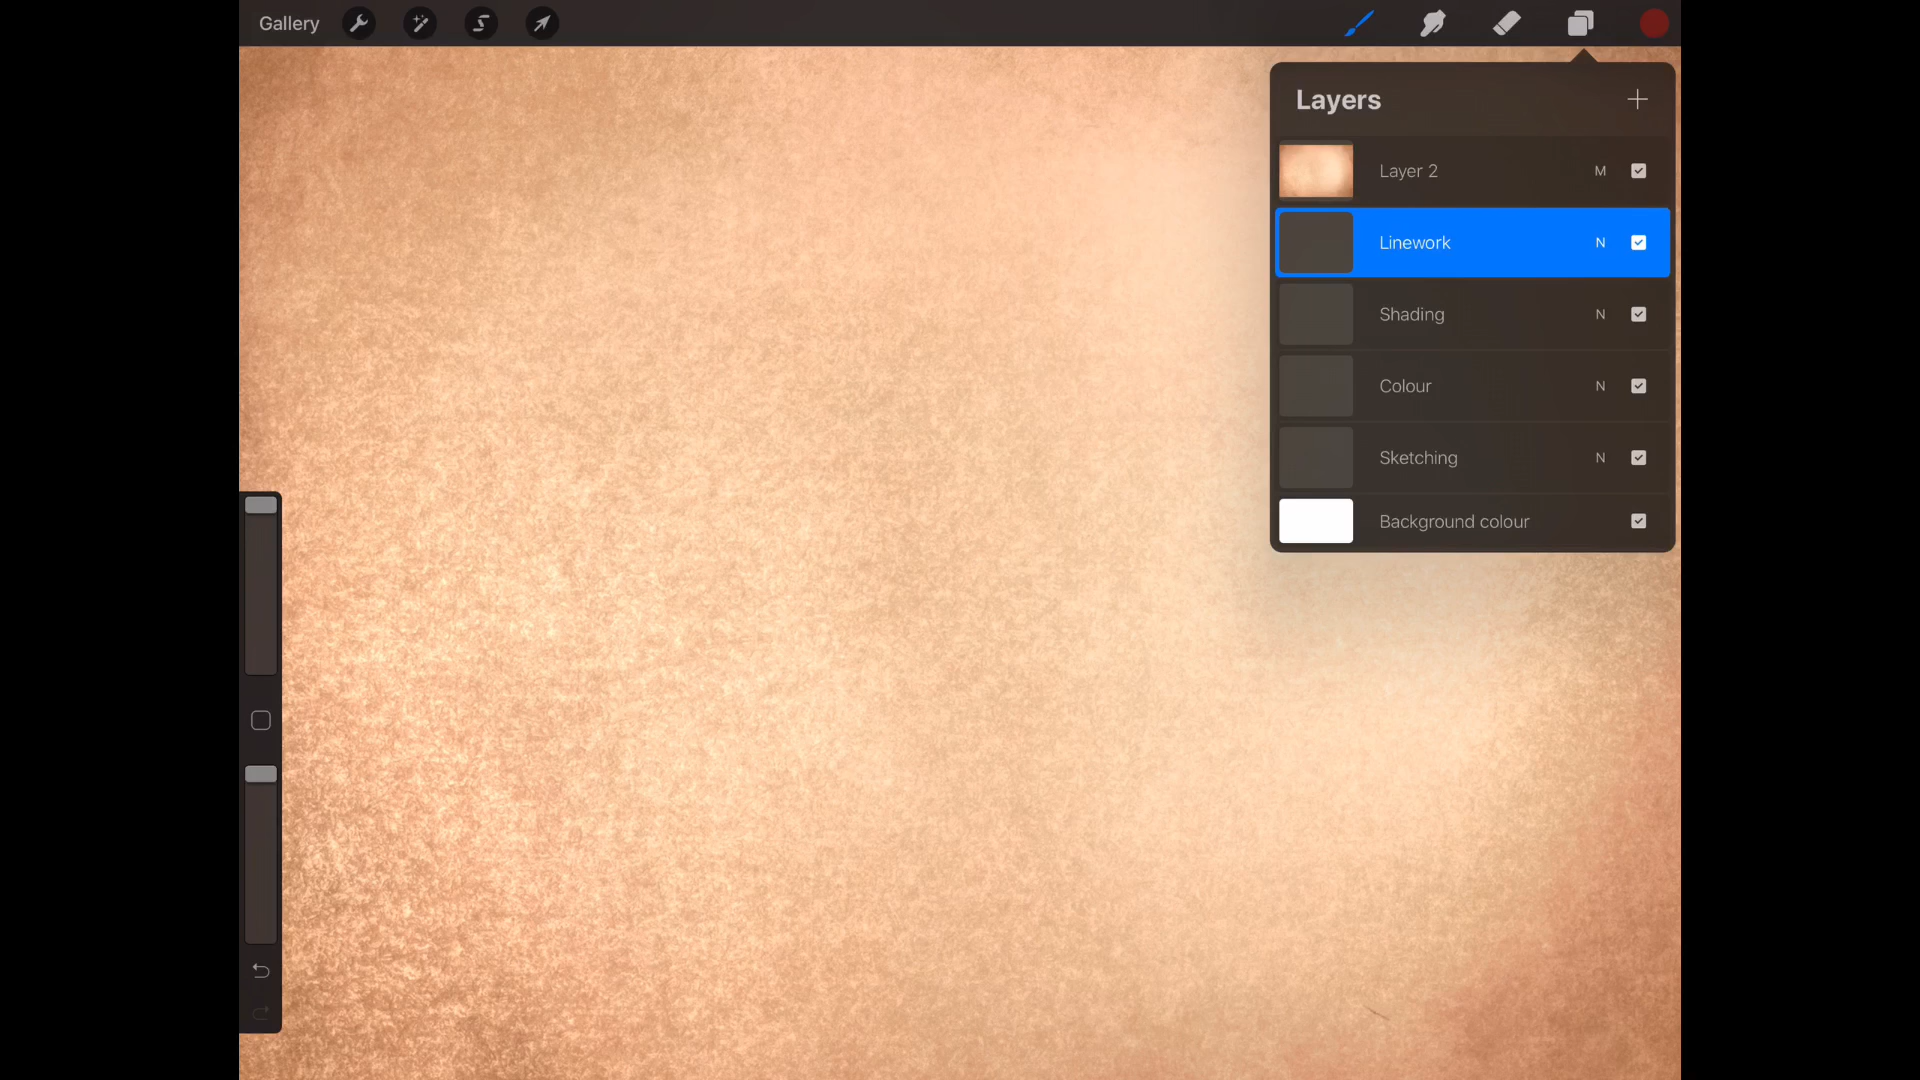 Gallery
Layers
Layer 2 M
Linework N
Shading N
Colour N
Sketching N
Background colour